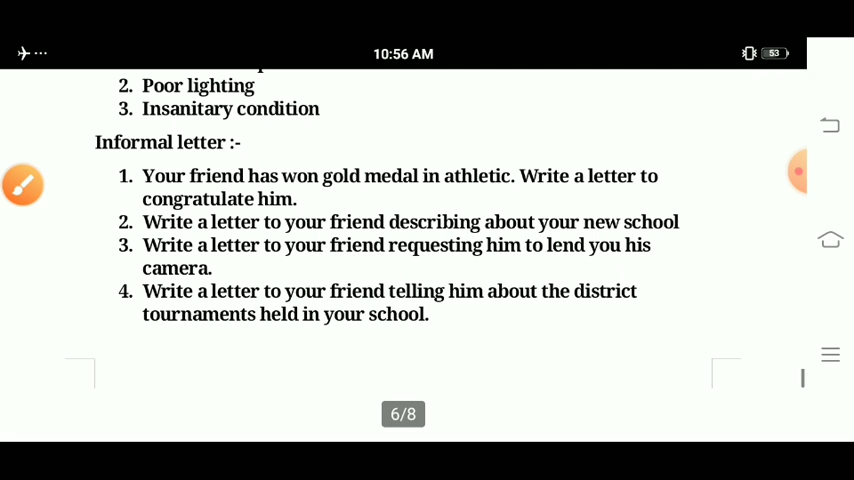 10:56 AM
53
2. Poor lighting
3. Insanitary condition
Informal letter :-
1. Your friend has won gold medal in athletic. Write a letter to
congratulate him.
2. Write a letter to your friend describing about your new school
3. Write a letter to your friend requesting him to lend you his
camera.
4. Write a letter to your friend telling him about the district
tournaments held in your school.
6/8